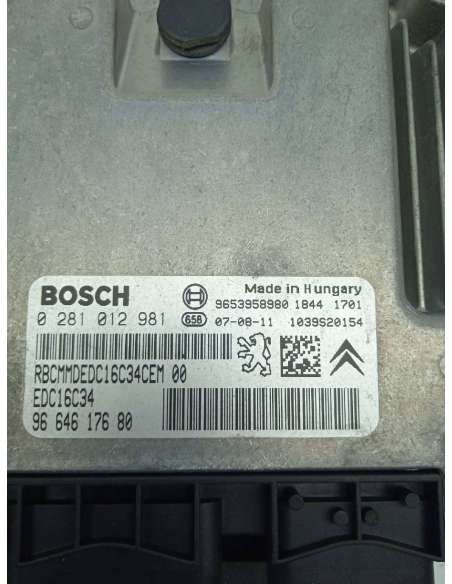 Made in Hungary
BOSCH 9653958980 1844 1701
0 281 012 981 658 07-08-11 1039S20154
RBCMMDEDC16C34CEM 00
EDC16C34
96 646 176 80